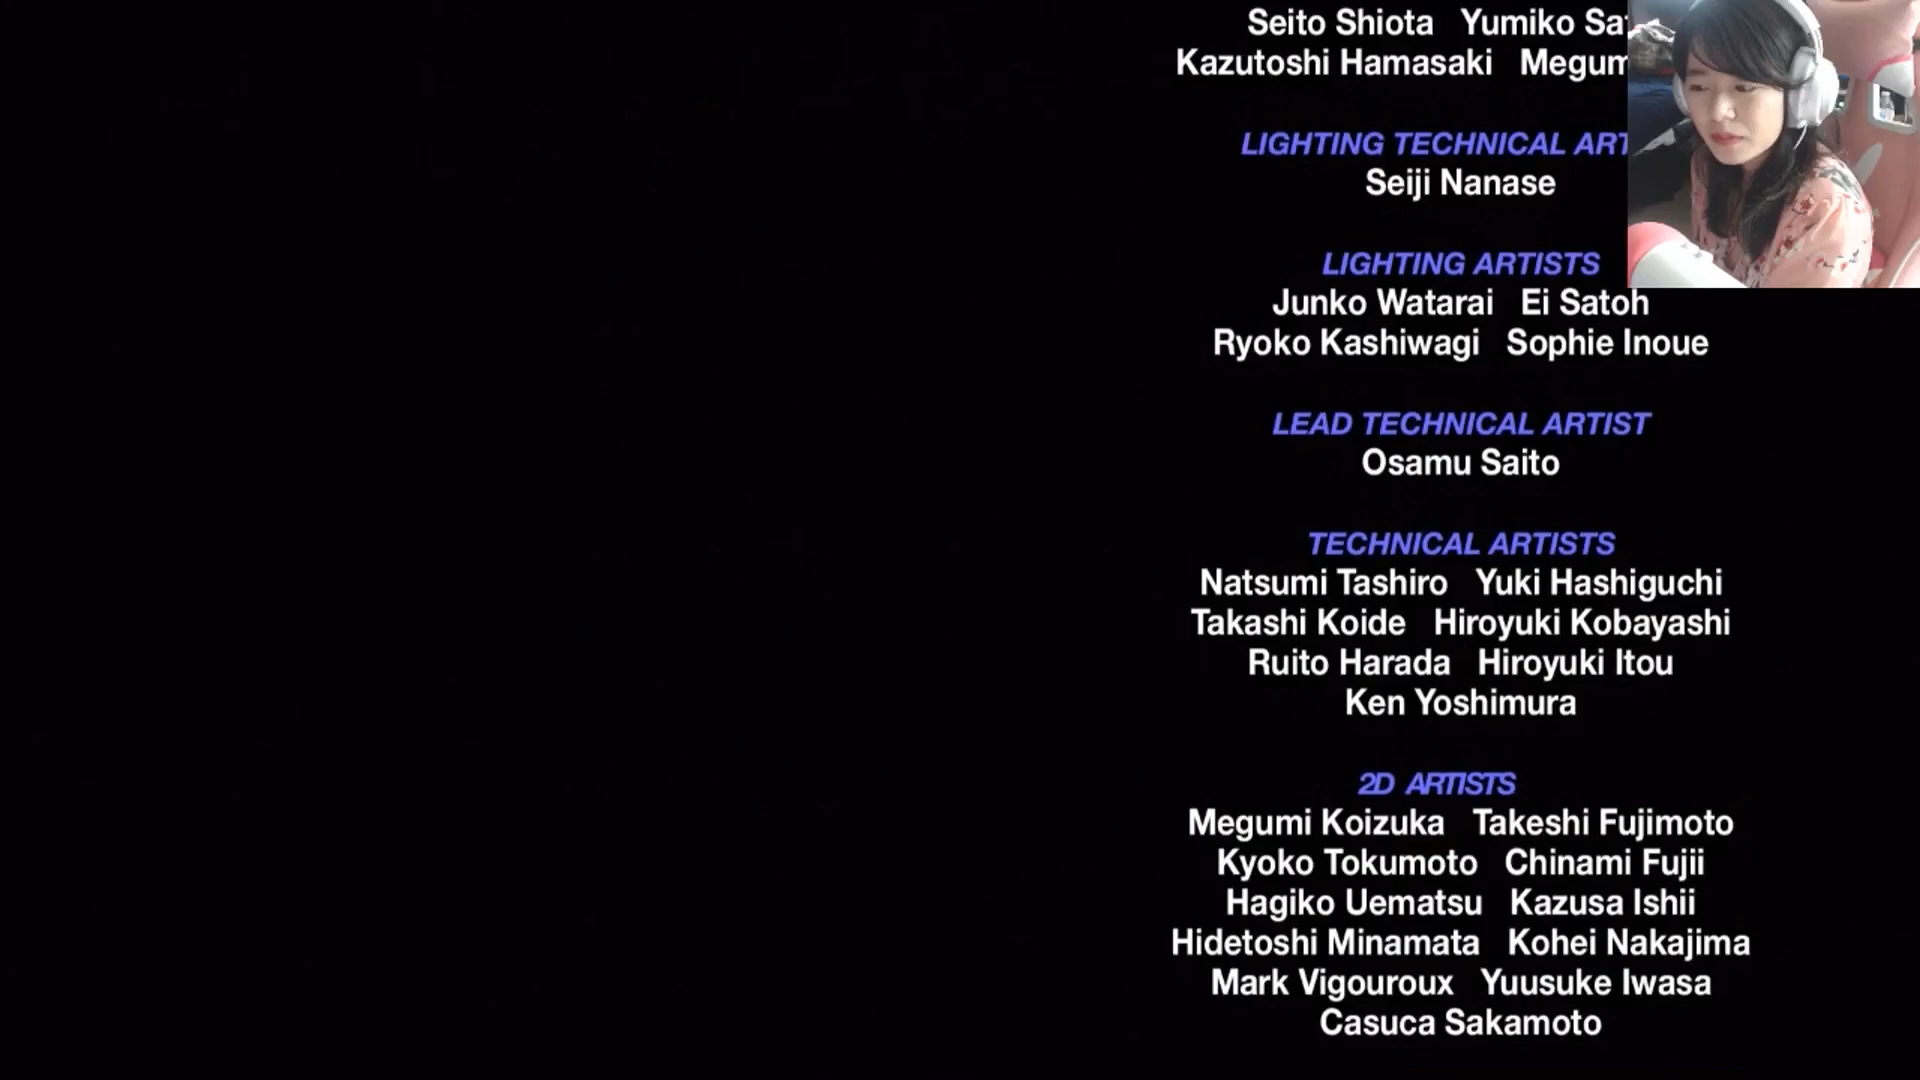 Seito Shiota Yumiko
Kazutoshi Hamasaki
LIGHTING TECHNICAL
Seiji Nanase
LIGHTING ARTISTS
Junko Watarai Ei Satoh
Ryoko Kashiwagi Sophie Inoue
LEAD TECHNICAL ARTIST
Osamu Saito
TECHNICAL ARTISTS
Natsumi Tashiro Yuki Hashiguchi
Takashi Koide Hiroyuki Kobayashi
Ruito Harada Hiroyuki Itou
Ken Yoshimura
2D ARTISTS
Megumi Koizuka Takeshi Fujimoto
Kyoko Tokumoto Chinami Fujii
Hagiko Uematsu Kazusa Ishii
Hidetoshi Minamata Kohei Nakajima
Mark Vigouroux Yuusuke Iwasa
Casuca Sakamoto